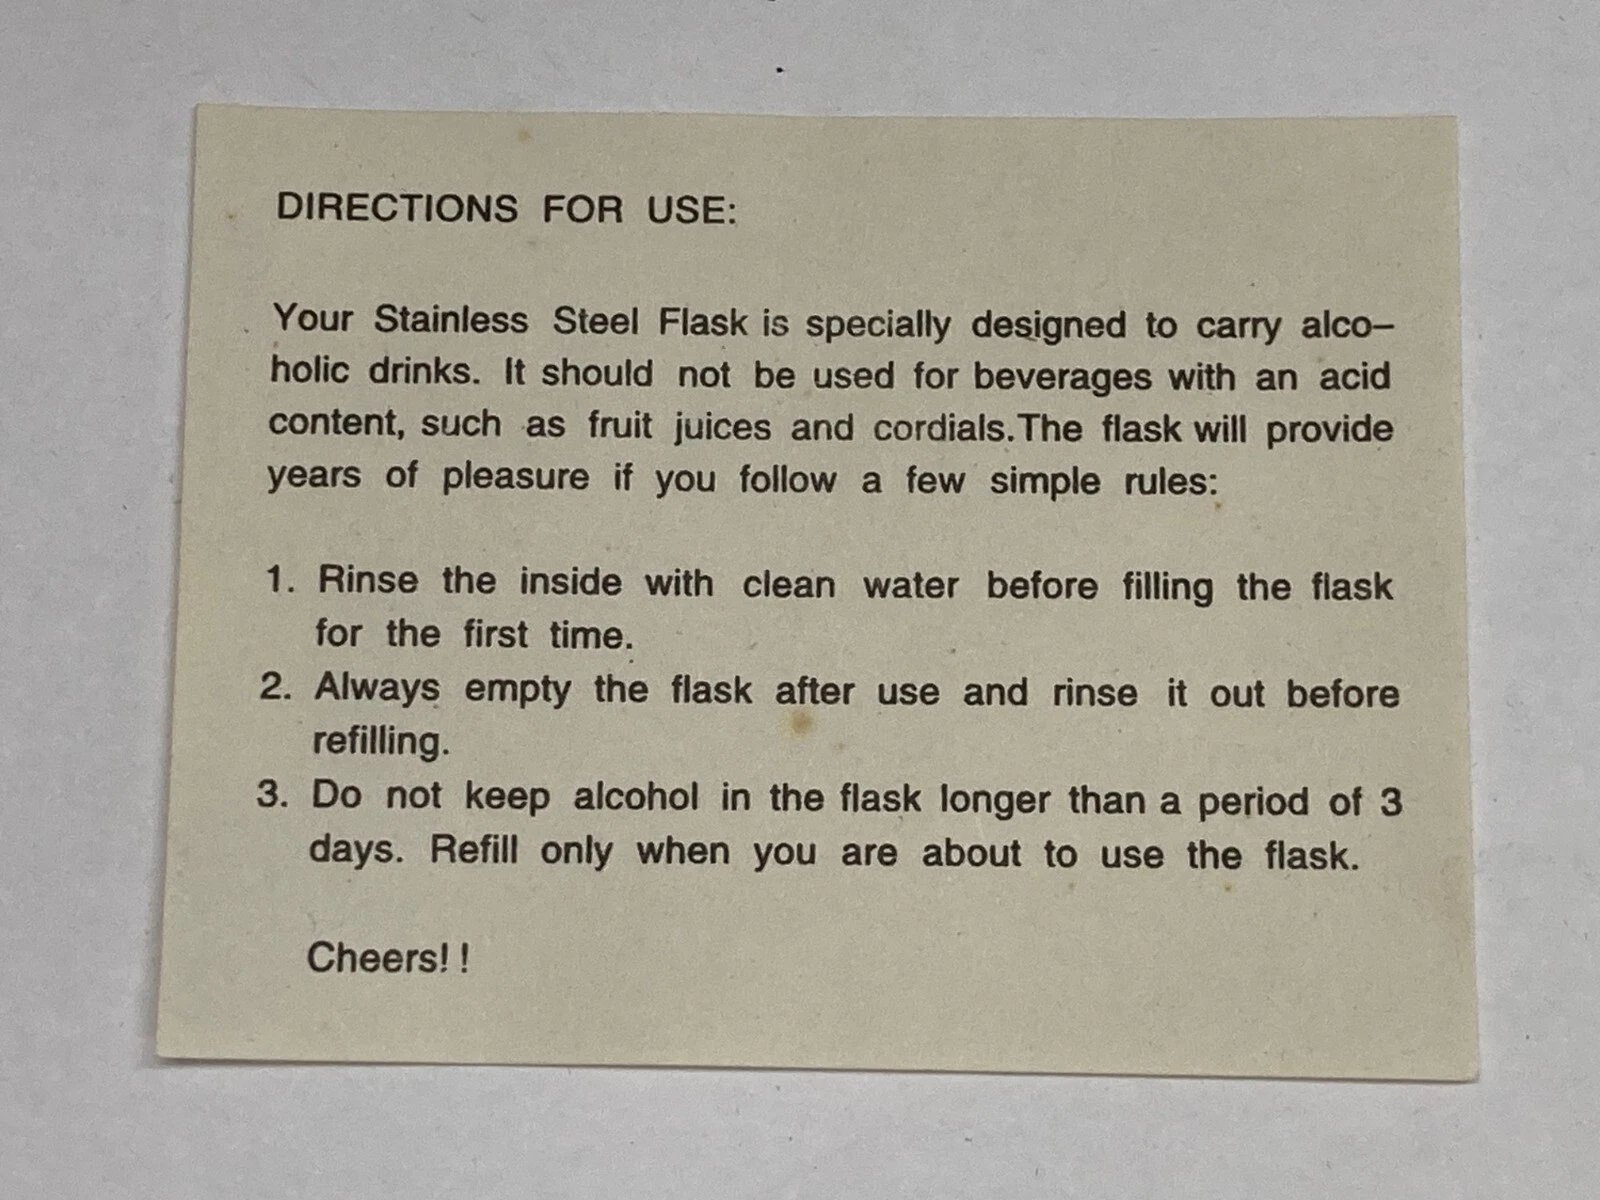 DIRECTIONS FOR USE:
Your Stainless Steel Flask is specially designed to carry alco–
holic drinks. It should not be used for beverages with an acid
content, such as fruit juices and cordials.The flask will provide
years of pleasure if you follow a few simple rules:
1. Rinse the inside with clean water before filling the flask
for the first time.
2. Always empty the flask after use and rinse it out before
refilling.
3. Do not keep alcohol in the flask longer than a period of 3
days. Refill only when you are about to use the flask.
Cheers! !